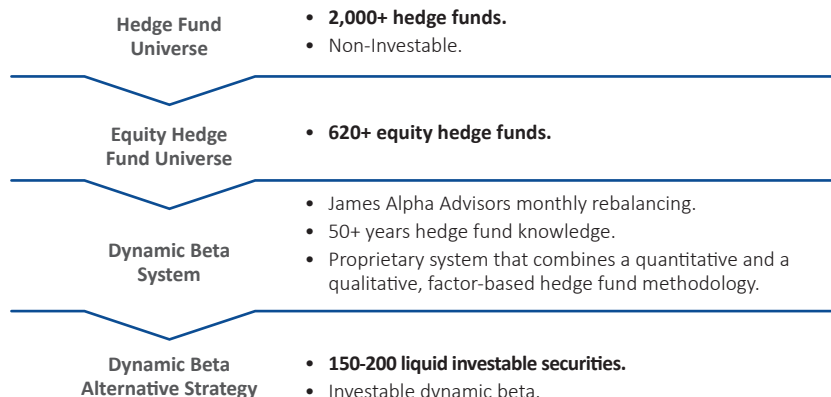 Hedge Fund
Universe
• 2,000+ hedge funds.
• Non-Investable.
Equity Hedge
Fund Universe
• 620+ equity hedge funds.
Dynamic Beta
System
• James Alpha Advisors monthly rebalancing.
• 50+ years hedge fund knowledge.
• Proprietary system that combines a quantitative and a
qualitative, factor-based hedge fund methodology.
Dynamic Beta
Alternative Strategy
• 150-200 liquid investable securities.
• Investable dynamic beta.